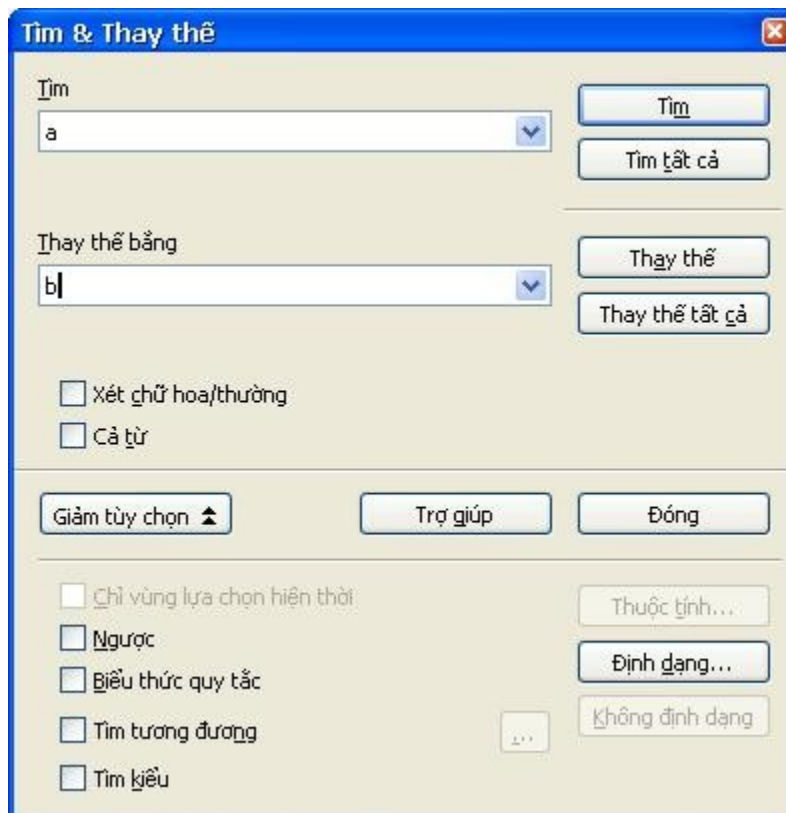 Tìm & Thay thế
Tìm
a
Tìm
Tìm tất cả
Thay thế bằng
b
Thay thế
Thay thế tất cả
Xét chữ hoa/thường
Cả từ
Giảm tùy chọn
Trợ giúp
Đóng
Chỉ vùng lựa chọn hiện thời
Thuộc tính...
Ngược
Định dạng...
Biểu thức quy tắc
Không định dạng
Tìm tương đương
...
Tìm kiểu